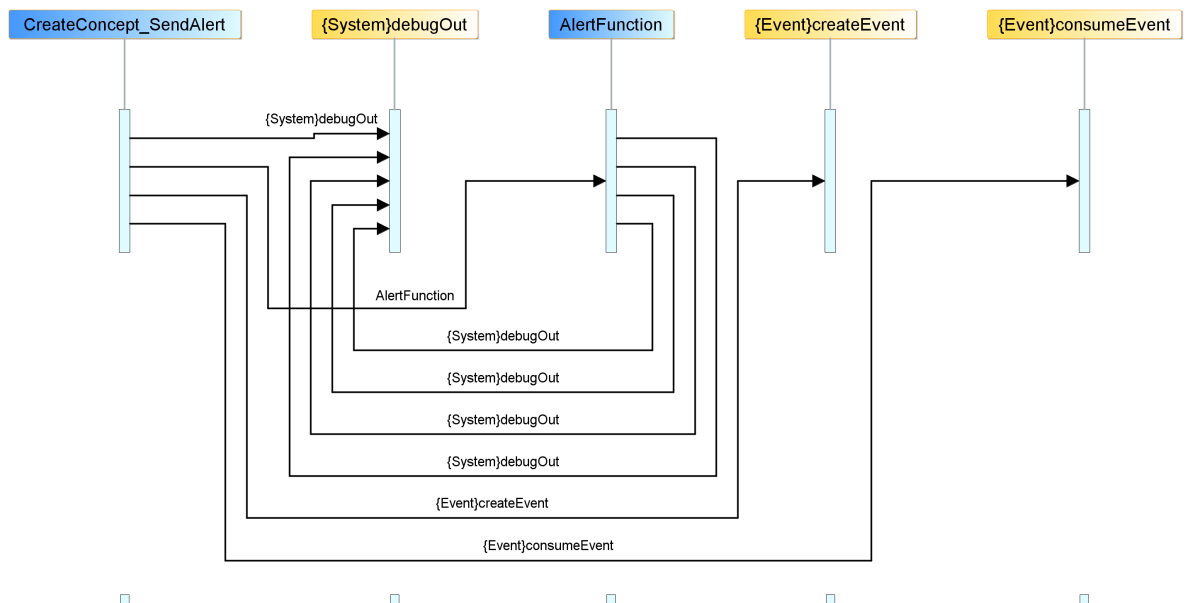 CreateConcept_SendAlert
{System}debugOut
AlertFunction
{Event}createEvent
{Event}consumeEvent
{System}debugOut
AlertFunction
{System}debugOut
{System}debugOut
{System}debugOut
{System}debugOut
{Event}createEvent
{Event}consumeEvent